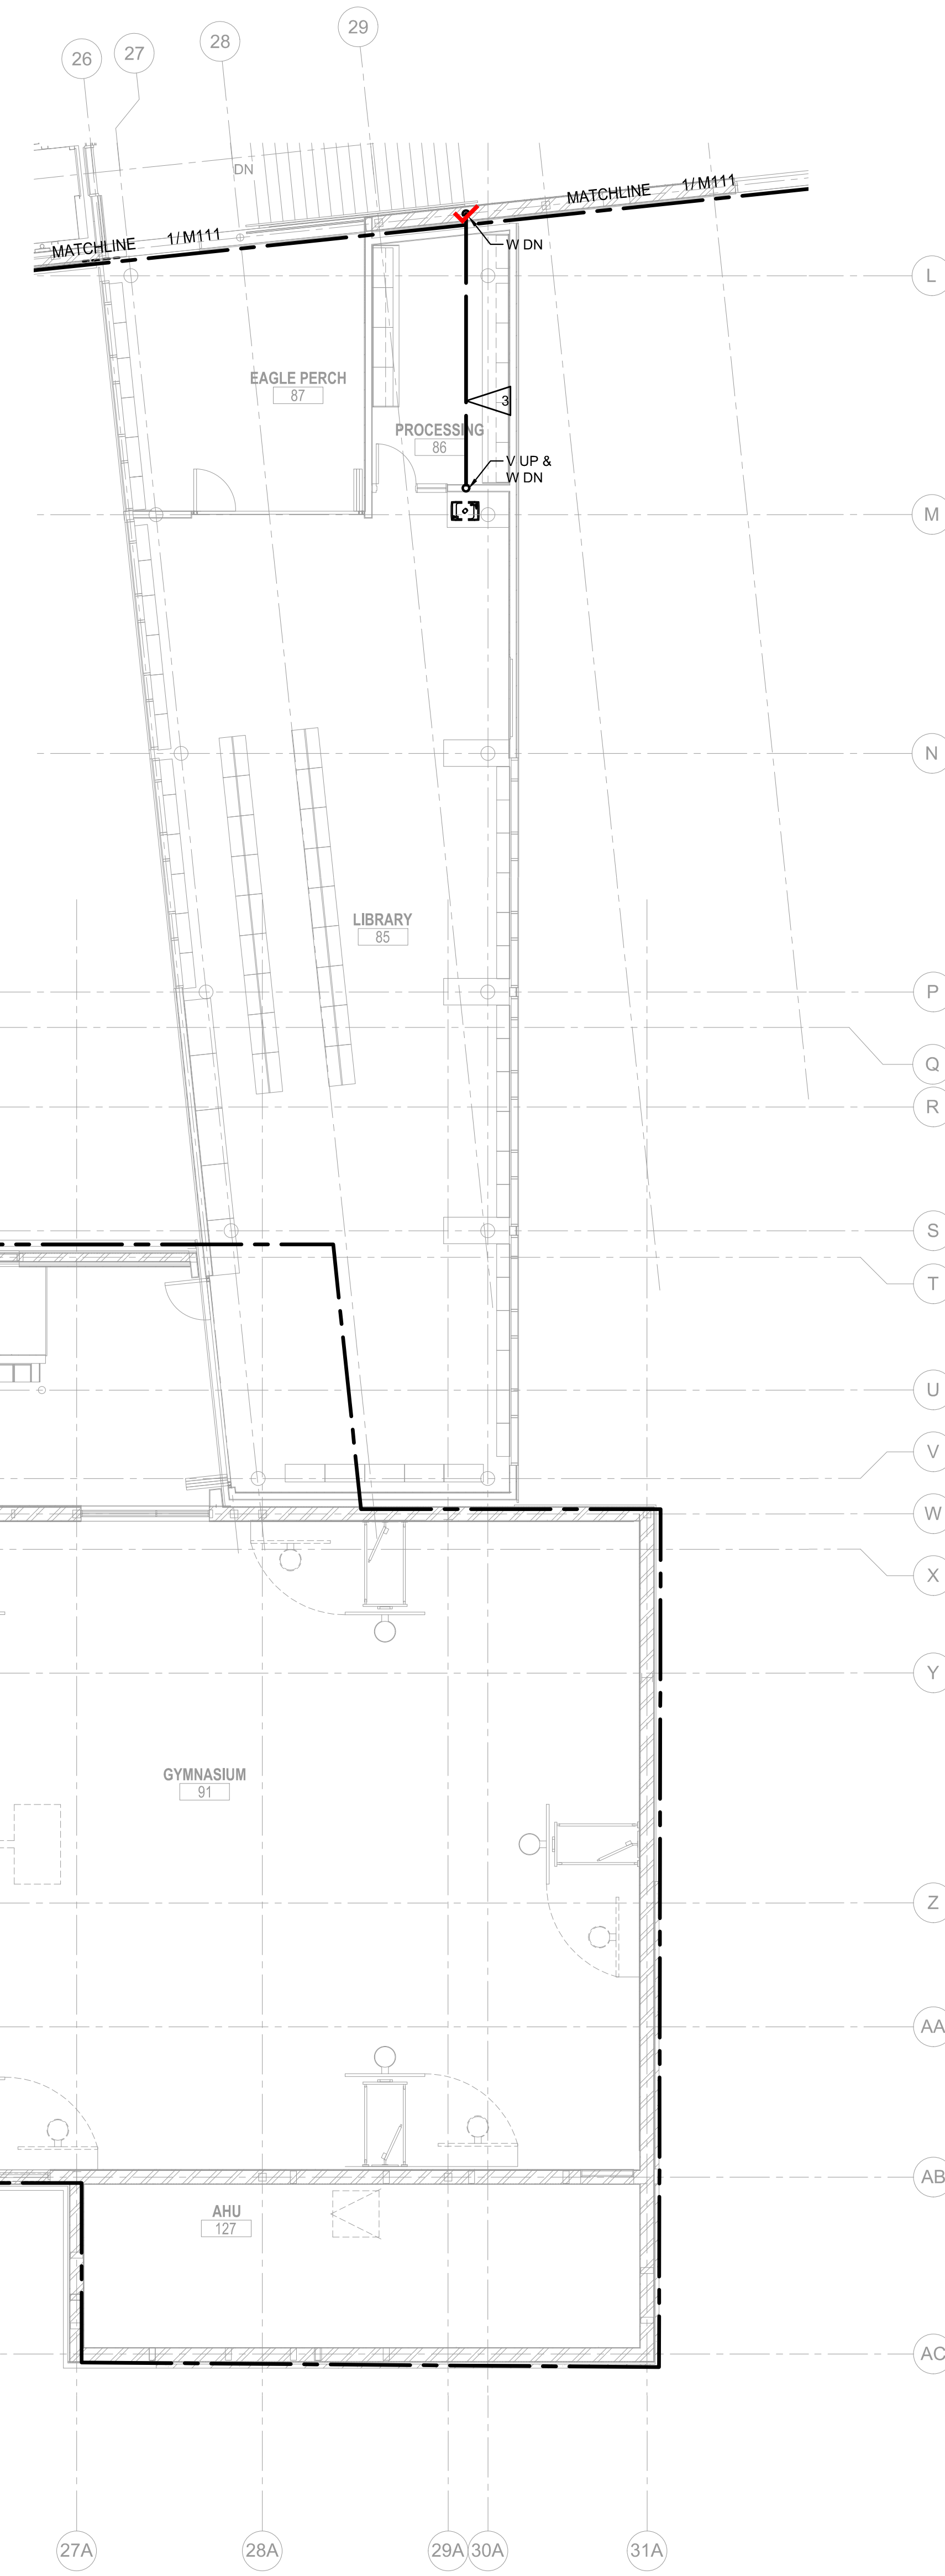 29
28
27
26
DN
MATCHLINE 1/ M111
MATCHLINE 1/ M111
W DN
L
EAGLE PERCH
87
3
PROCESSING
86
V UP &
W DN
M
N
LIBRARY
85
P
Q
R
S
T
U
V
W
X
Y
GYMNASIUM
91
Z
AA
AB
AHU
127
AC
27A
28A
29A
30A
31A